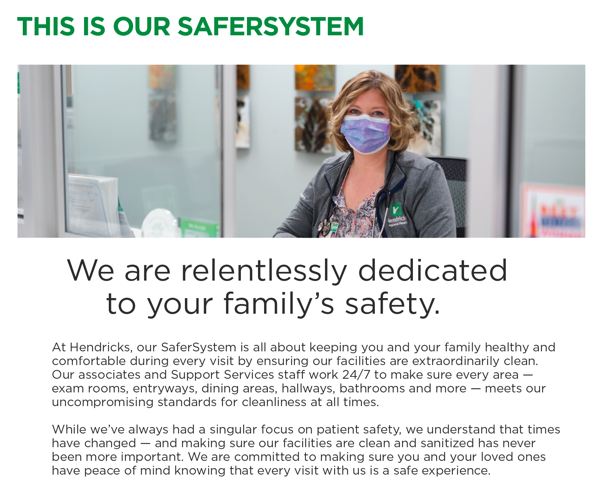 THIS IS OUR SAFERSYSTEM
Hendricks
We are relentlessly dedicated
to your family’s safety.
At Hendricks, our SaferSystem is all about keeping you and your family healthy and
comfortable during every visit by ensuring our facilities are extraordinarily clean.
Our associates and Support Services staff work 24/7 to make sure every area —
exam rooms, entryways, dining areas, hallways, bathrooms and more — meets our
uncompromising standards for cleanliness at all times.
While we’ve always had a singular focus on patient safety, we understand that times
have changed — and making sure our facilities are clean and sanitized has never
been more important. We are committed to making sure you and your loved ones
have peace of mind knowing that every visit with us is a safe experience.